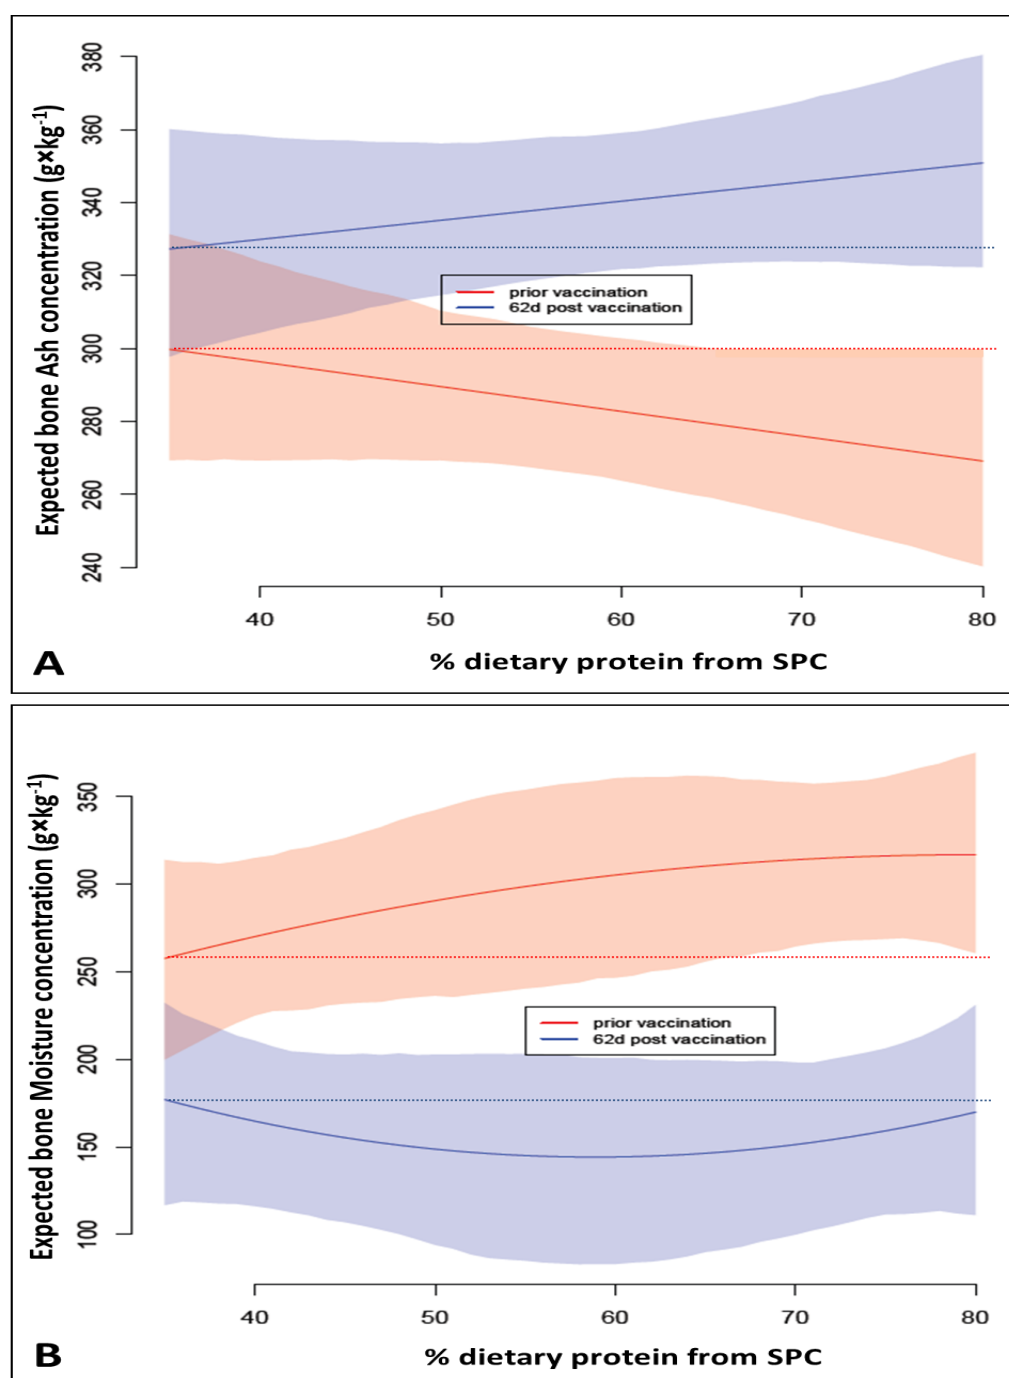 Expected bone Ash concentration (g×kg-1)
380
360
340
320
300
280
260
240
prior vaccination
62d post vaccination
40 50 60 70 80
% dietary protein from SPC
A
Expected bone Moisture concentration (g×kg-1)
350
300
250
200
150
100
prior vaccination
62d post vaccination
40 50 60 70 80
% dietary protein from SPC
B